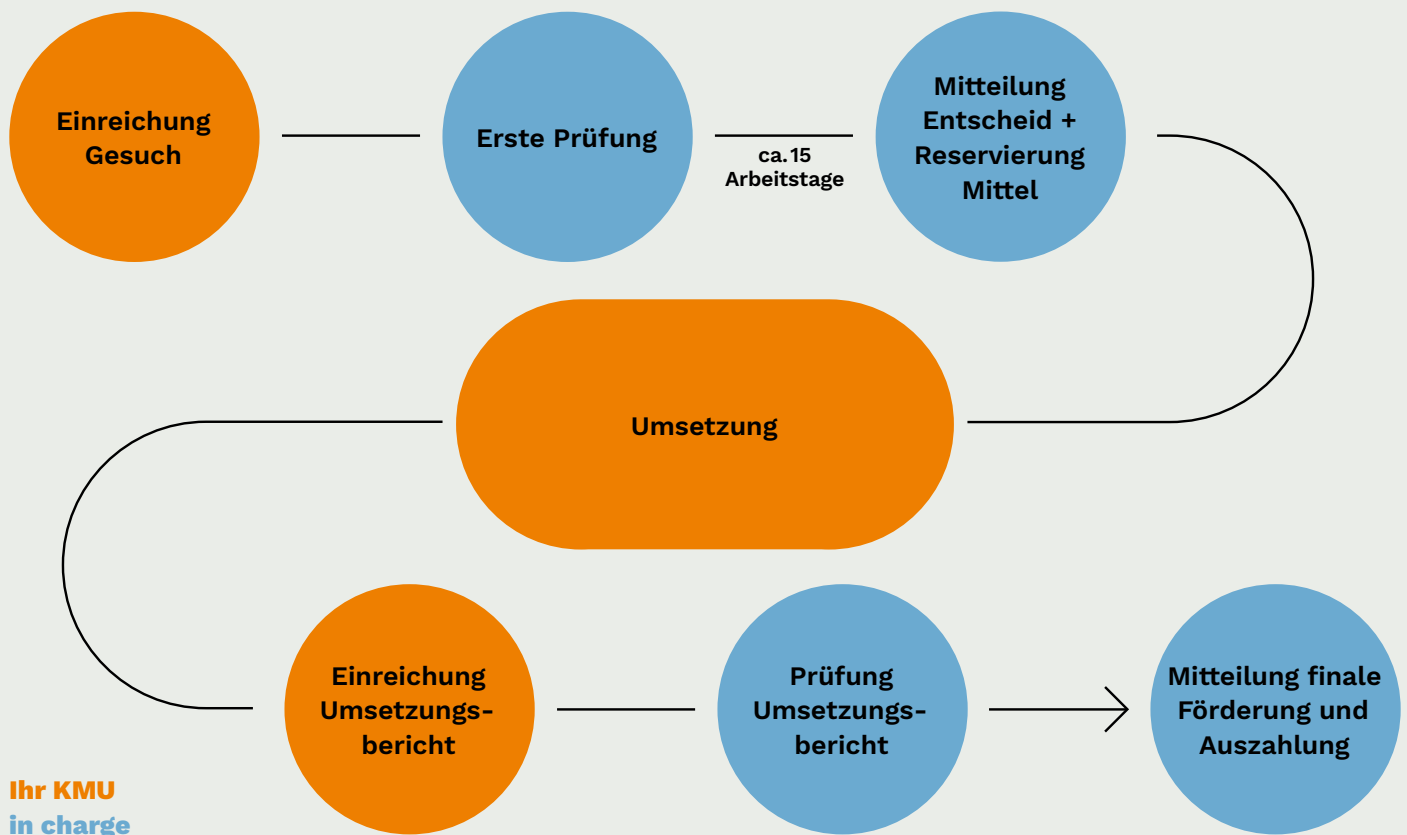 Einreichung
Gesuch
Erste Prüfung
ca. 15
Arbeitstage
Mitteilung
Entscheid +
Reservierung
Mittel
Umsetzung
Einreichung
Umsetzungs-
bericht
Prüfung
Umsetzungs-
bericht
Mitteilung finale
Förderung und
Auszahlung
Ihr KMU
in charge